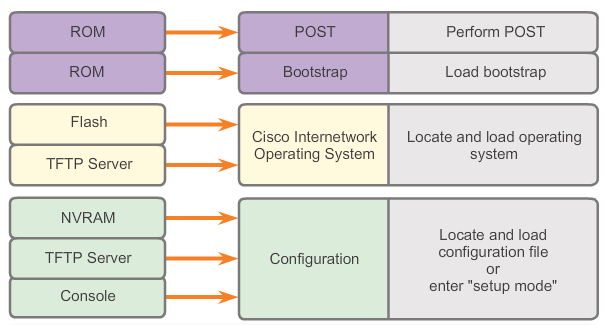 ROM
POST
Perform POST
ROM
Bootstrap
Load bootstrap
Flash
TFTP Server
Cisco Internetwork
Operating System
Locate and load operating
system
NVRAM
TFTP Server
Console
Configuration
Locate and load
configuration file
or
enter "setup mode"